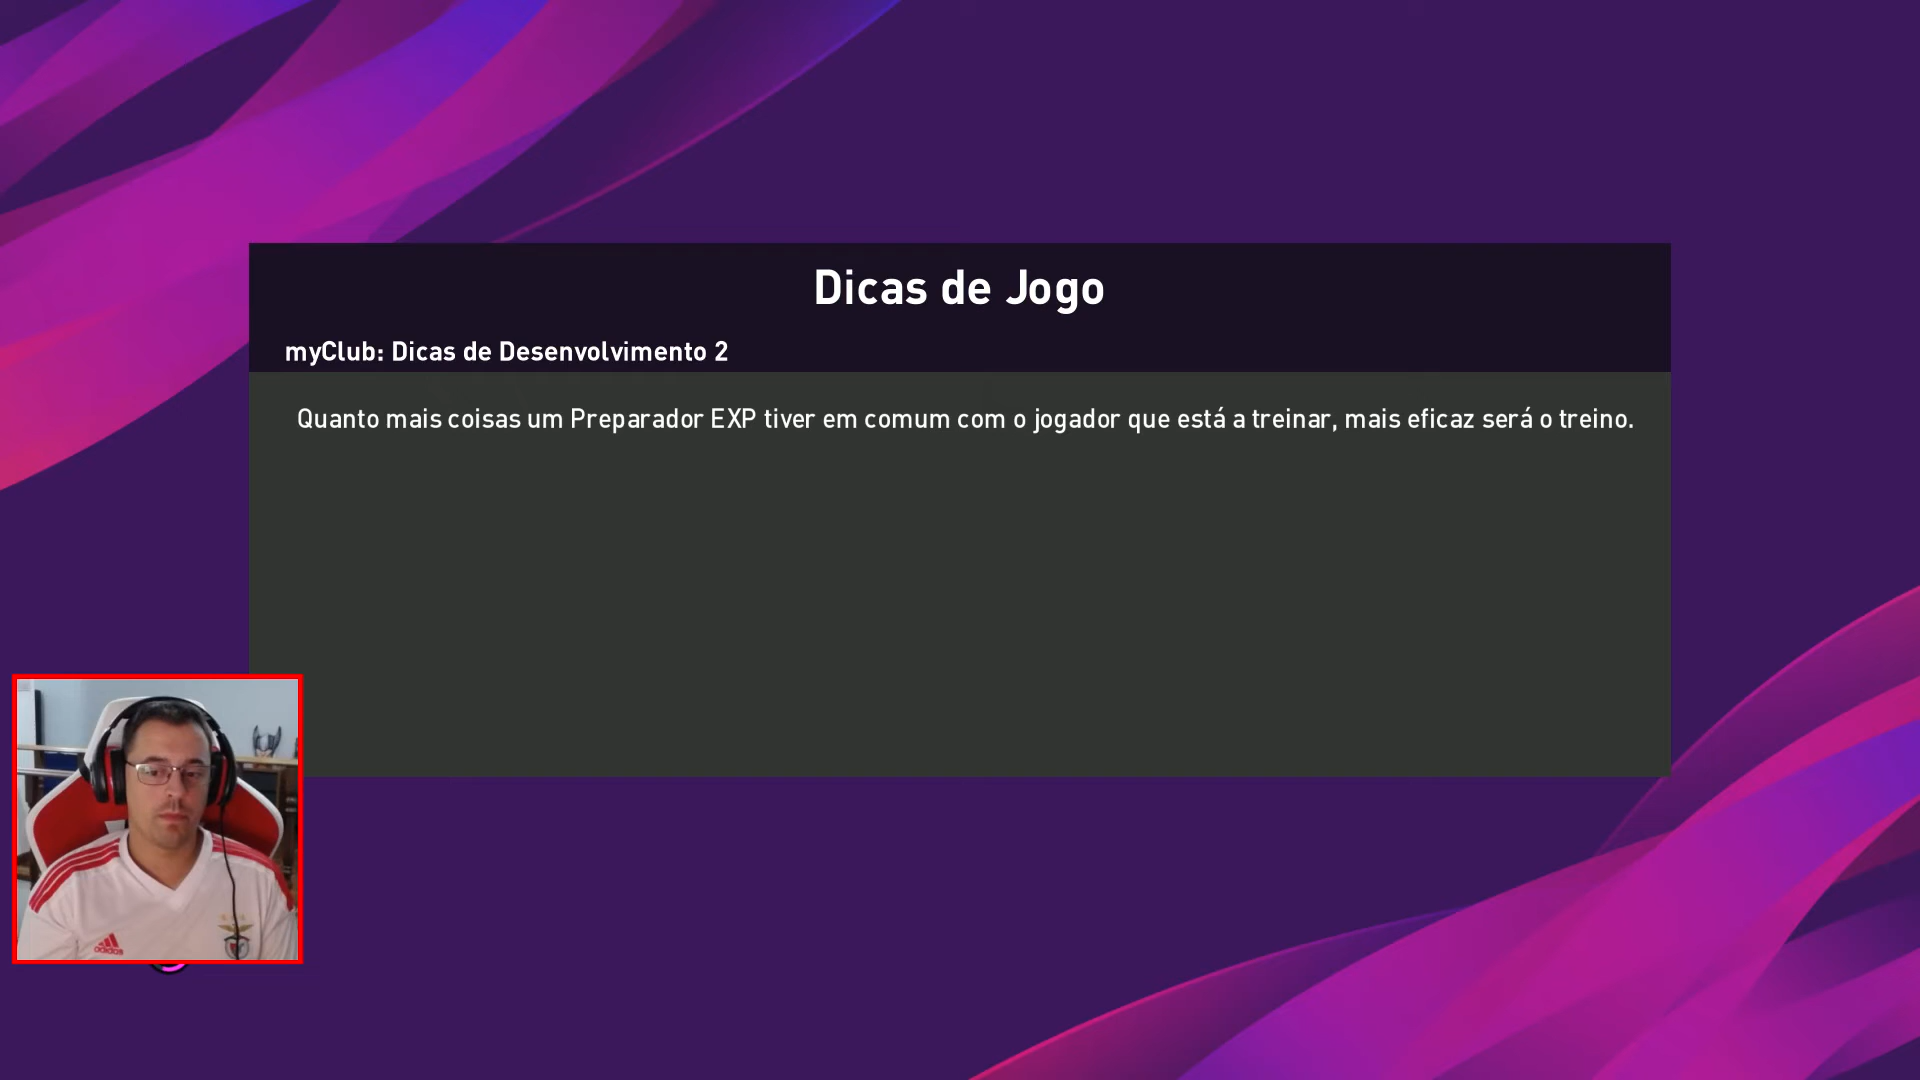 Dicas de Jogo
myClub: Dicas de Desenvolvimento 2
Quanto mais coisas um Preparador EXP tiver em comum com o jogador que está a treinar, mais eficaz será o treino.
adidas